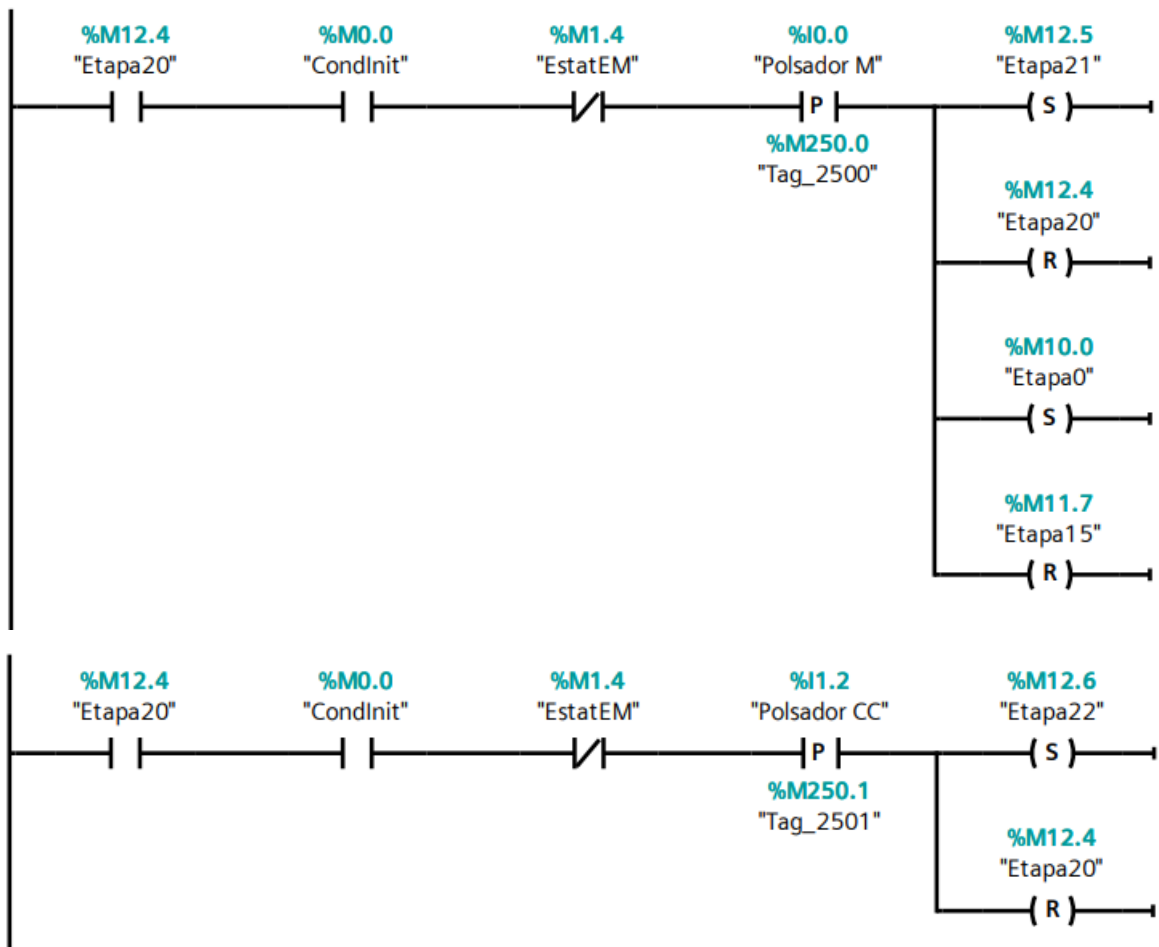 %M12.4 %M0.0 %M1.4 %I0.0 %M12.5
"Etapa20" "CondInit" "EstatEM" "Polsador M" "Etapa21"
P S
%M250.0
"Tag_2500"
%M12.4
"Etapa20"
R
%M10.0
"Etapa0"
S
%M11.7
"Etapa15"
R
%M12.4 %M0.0 %M1.4 %I1.2 %M12.6
"Etapa20" "CondInit" "EstatEM" "Polsador CC" "Etapa22"
P S
%M250.1
"Tag_2501"
%M12.4
"Etapa20"
R